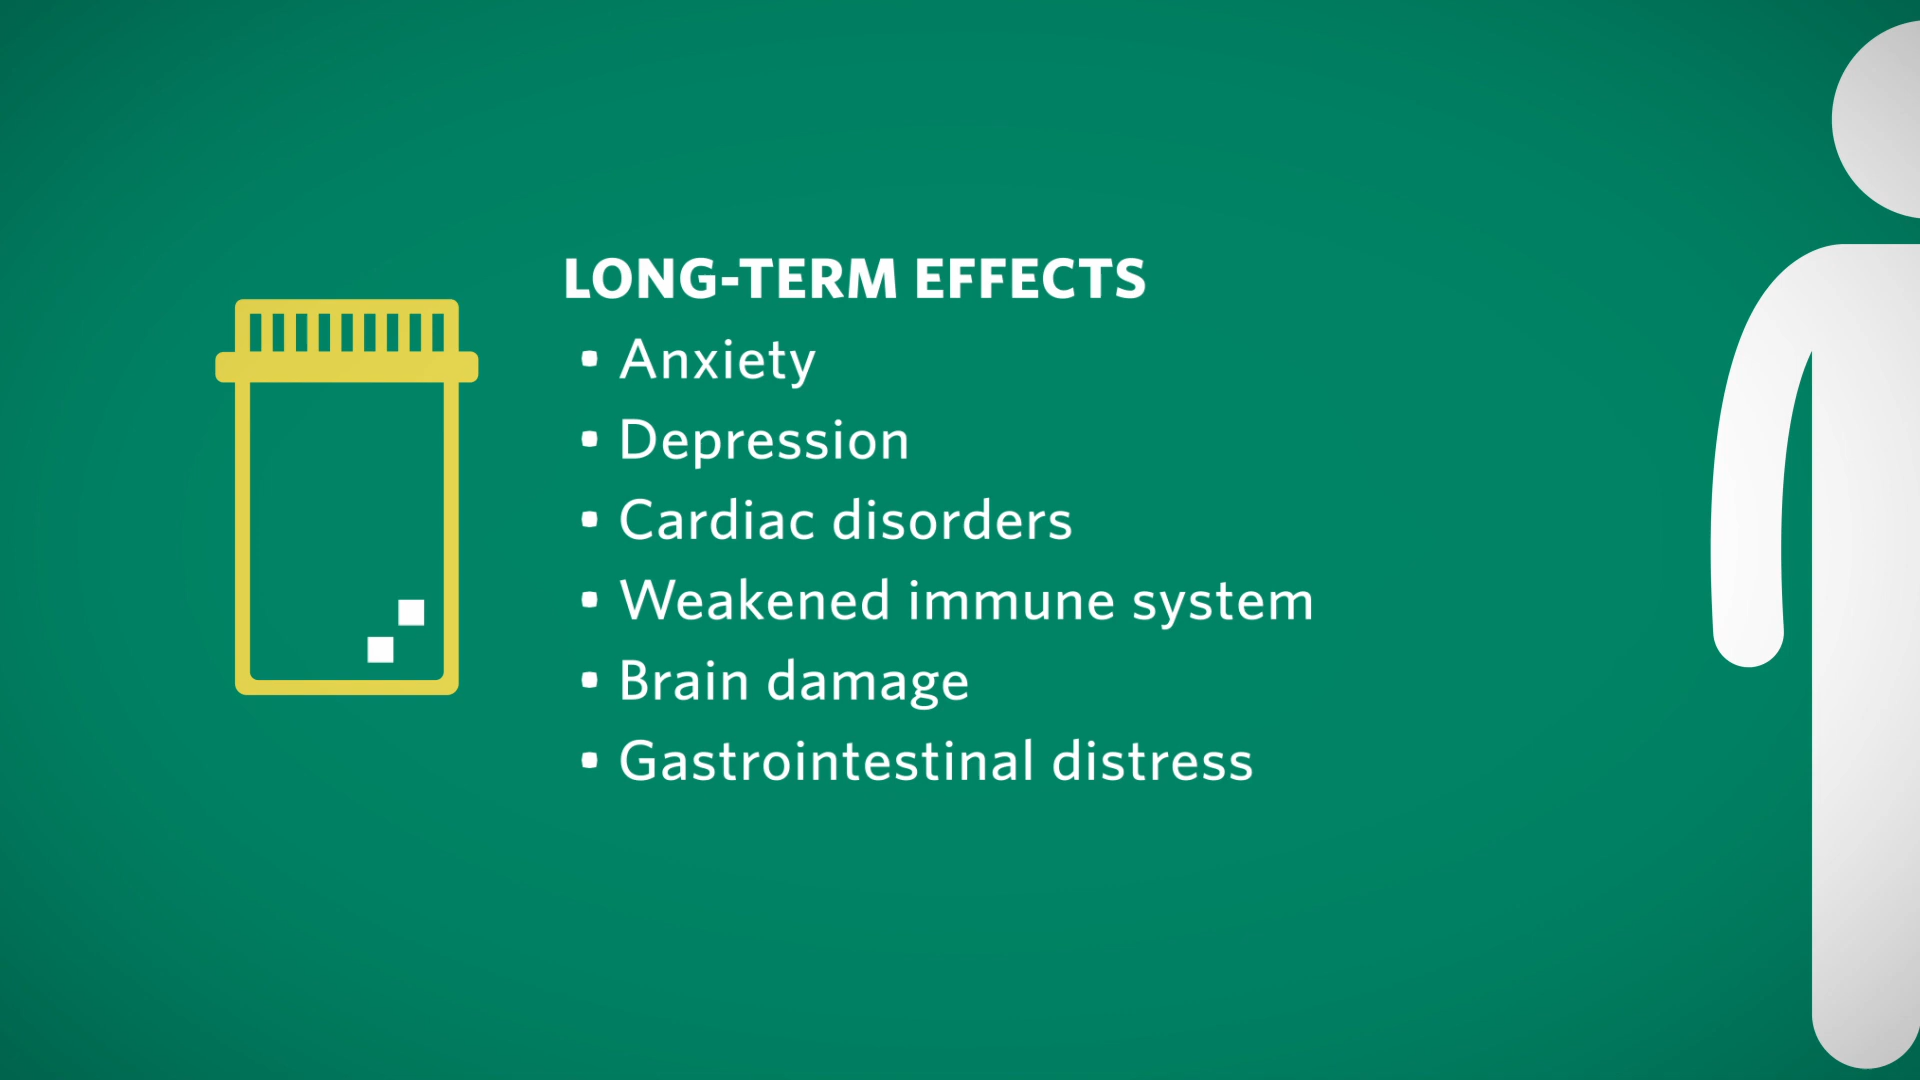 LONG-TERM EFFECTS
• Anxiety
• Depression
• Cardiac disorders
• Weakened immune system
• Brain damage
• Gastrointestinal distress